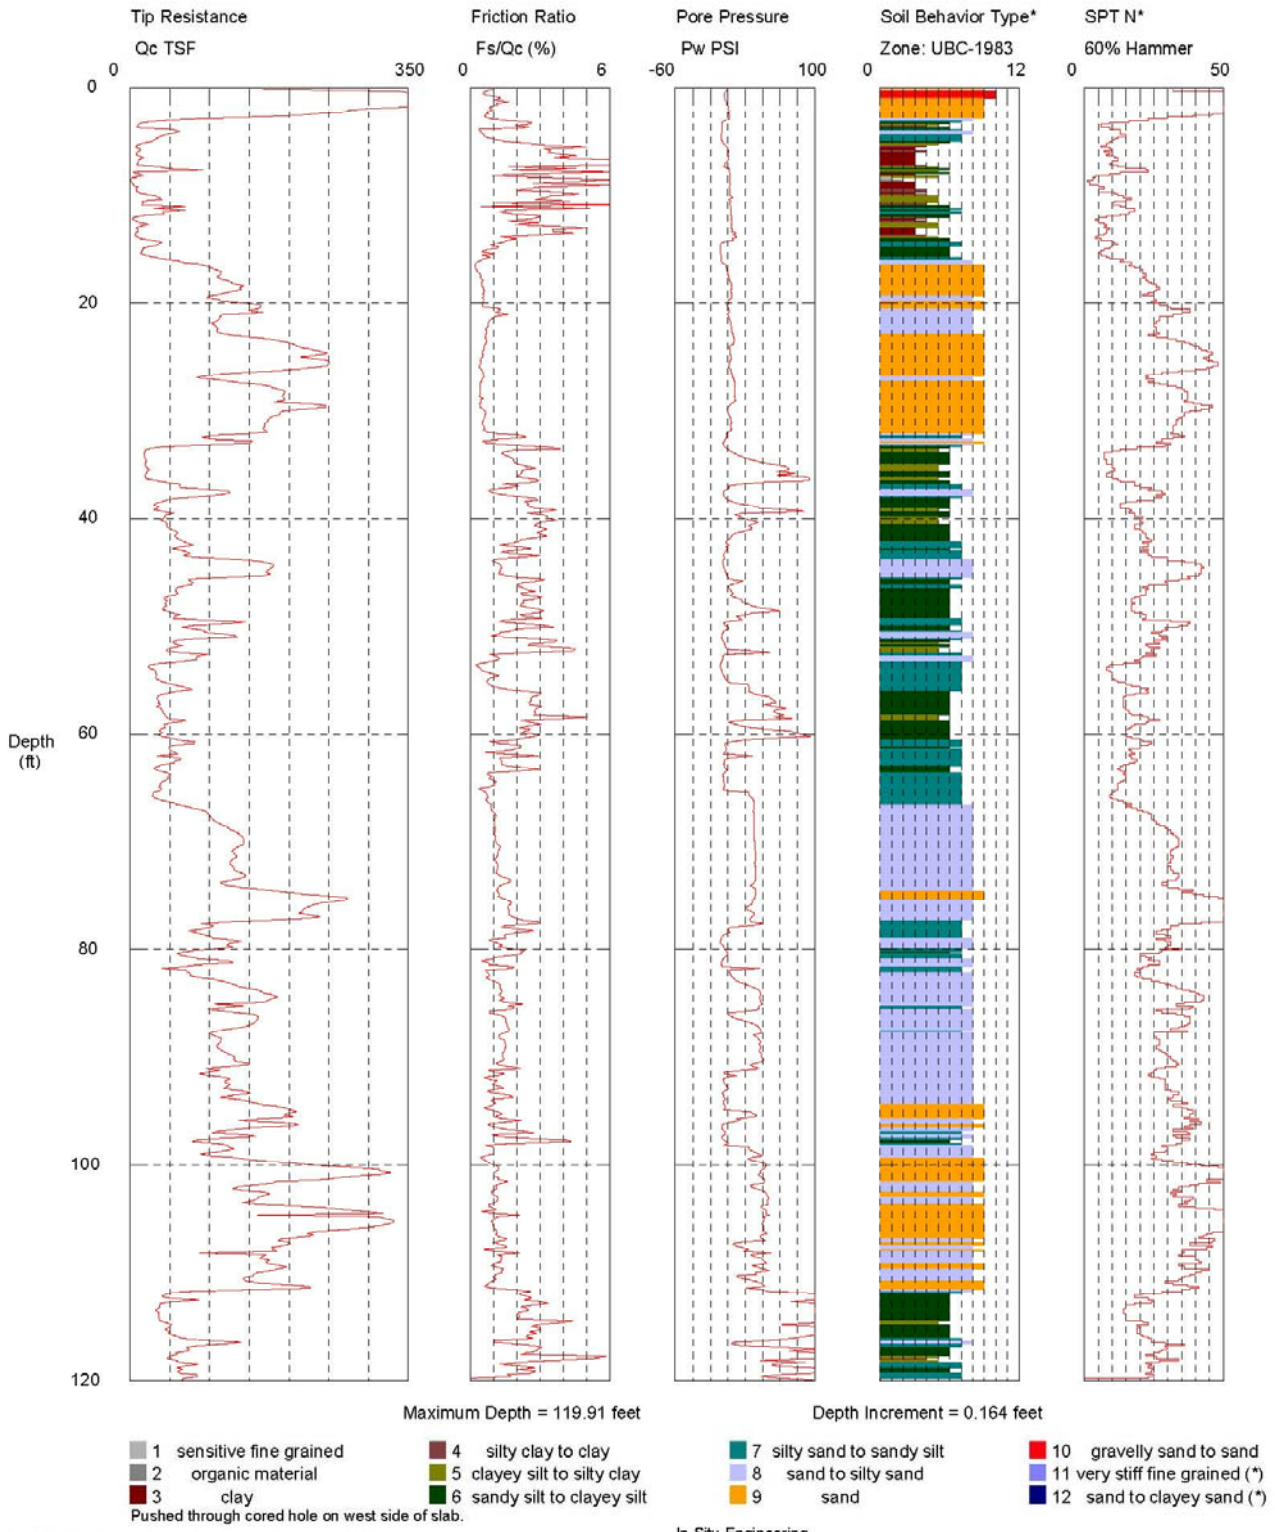 Tip Resistance Friction Ratio Pore Pressure Soil Behavior Type* SPT N*
Qc TSF Fs/Qc (%) Pw PSI Zone: UBC-1983 60% Hammer
0 350 0 6 -60 100 0 12 0 50
0
20
40
60
Depth
(ft)
80
100
120
Maximum Depth = 119.91 feet Depth Increment = 0.164 feet
1 sensitive fine grained 4 silty clay to clay 7 silty sand to sandy silt 10 gravelly sand to sand
2 organic material 5 clayey silt to silty clay 8 sand to silty sand 11 very stiff fine grained (*)
3 clay 6 sandy silt to clayey silt 9 sand 12 sand to clayey sand (*)
Pushed through cored hole on west side of slab.
In Situ Engineering